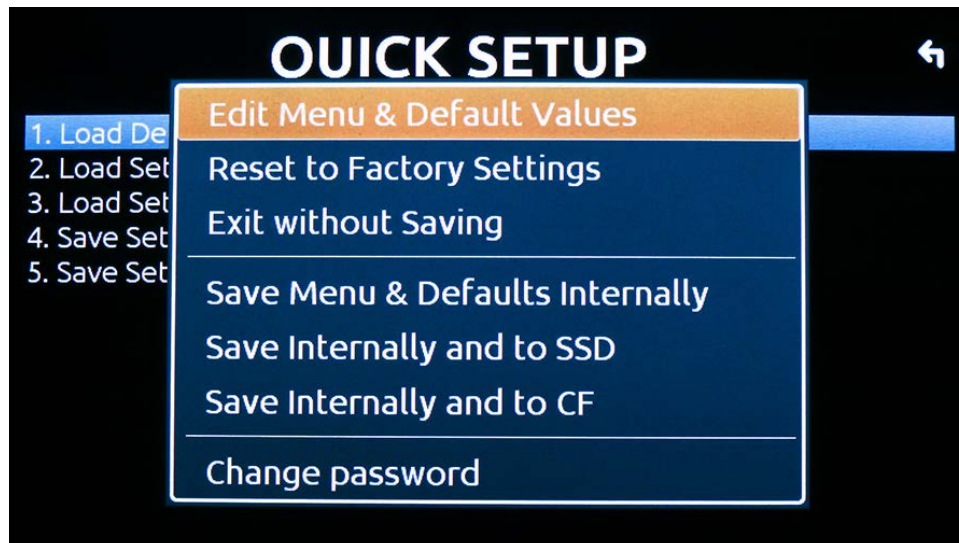 QUICK SETUP
1. Load De
2. Load Set
3. Load Set
4. Save Set
5. Save Set
Edit Menu & Default Values
Reset to Factory Settings
Exit without Saving
Save Menu & Defaults Internally
Save Internally and to SSD
Save Internally and to CF
Change password